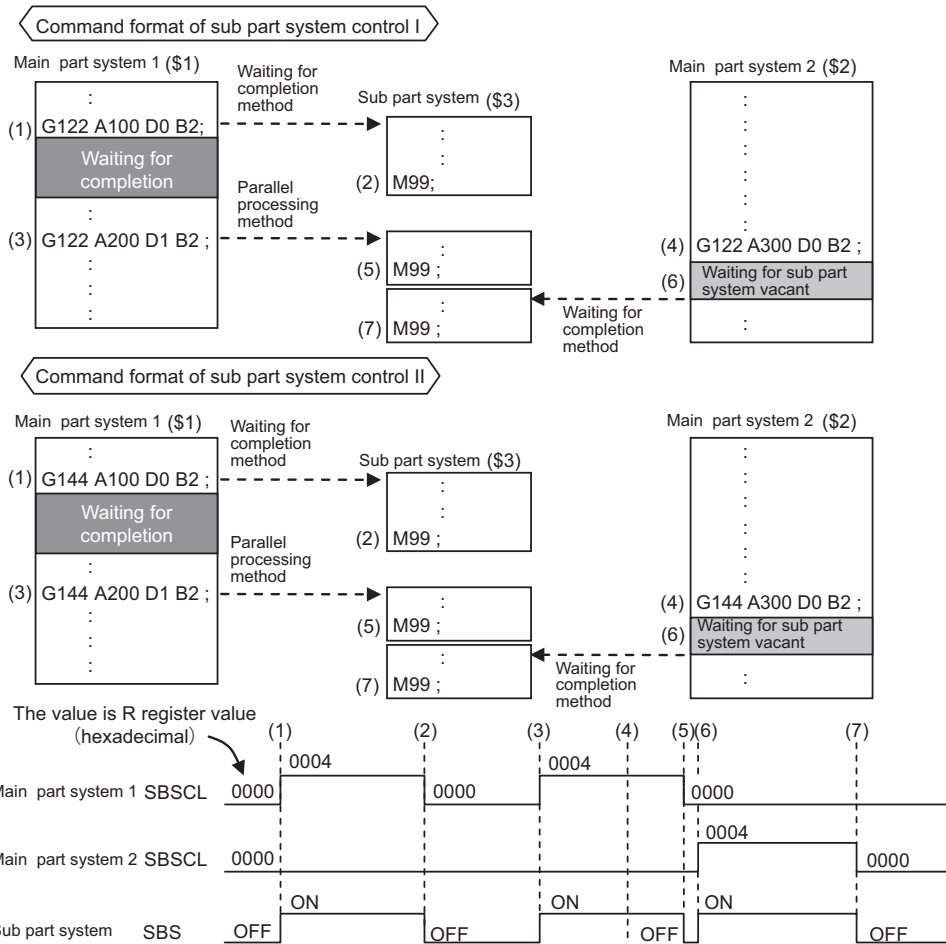 Command format of sub part system control I
Main part system 1 ($1)
Waiting for
completion
method
Sub part system ($3)
Main part system 2 ($2)
:
(1) G122 A100 D0 B2;
Waiting for
completion
:
:
(2) M99;
Parallel
processing
method
:
(3) G122 A200 D1 B2 ;
:
:
:
:
(5) M99 ;
:
(7) M99 ;
:
:
:
:
:
:
(4) G122 A300 D0 B2 ;
(6) Waiting for sub part
system vacant
Waiting for
completion
method
:
Command format of sub part system control II
Main part system 1 ($1)
Waiting for
completion
method
Sub part system ($3)
Main part system 2 ($2)
:
(1) G144 A100 D0 B2 ;
Waiting for
completion
:
:
(2) M99 ;
Parallel
processing
method
:
(3) G144 A200 D1 B2 ;
:
:
:
:
(5) M99 ;
:
(7) M99 ;
:
:
:
:
:
:
(4) G144 A300 D0 B2 ;
(6) Waiting for sub part
system vacant
Waiting for
completion
method
:
The value is R register value
(hexadecimal)
(1) (2) (3) (4) (5)(6) (7)
Main part system 1 SBSCL 0000 0004 0000 0004 0000
Main part system 2 SBSCL 0000 0004 0000
Sub part system SBS OFF ON OFF ON OFF ON OFF